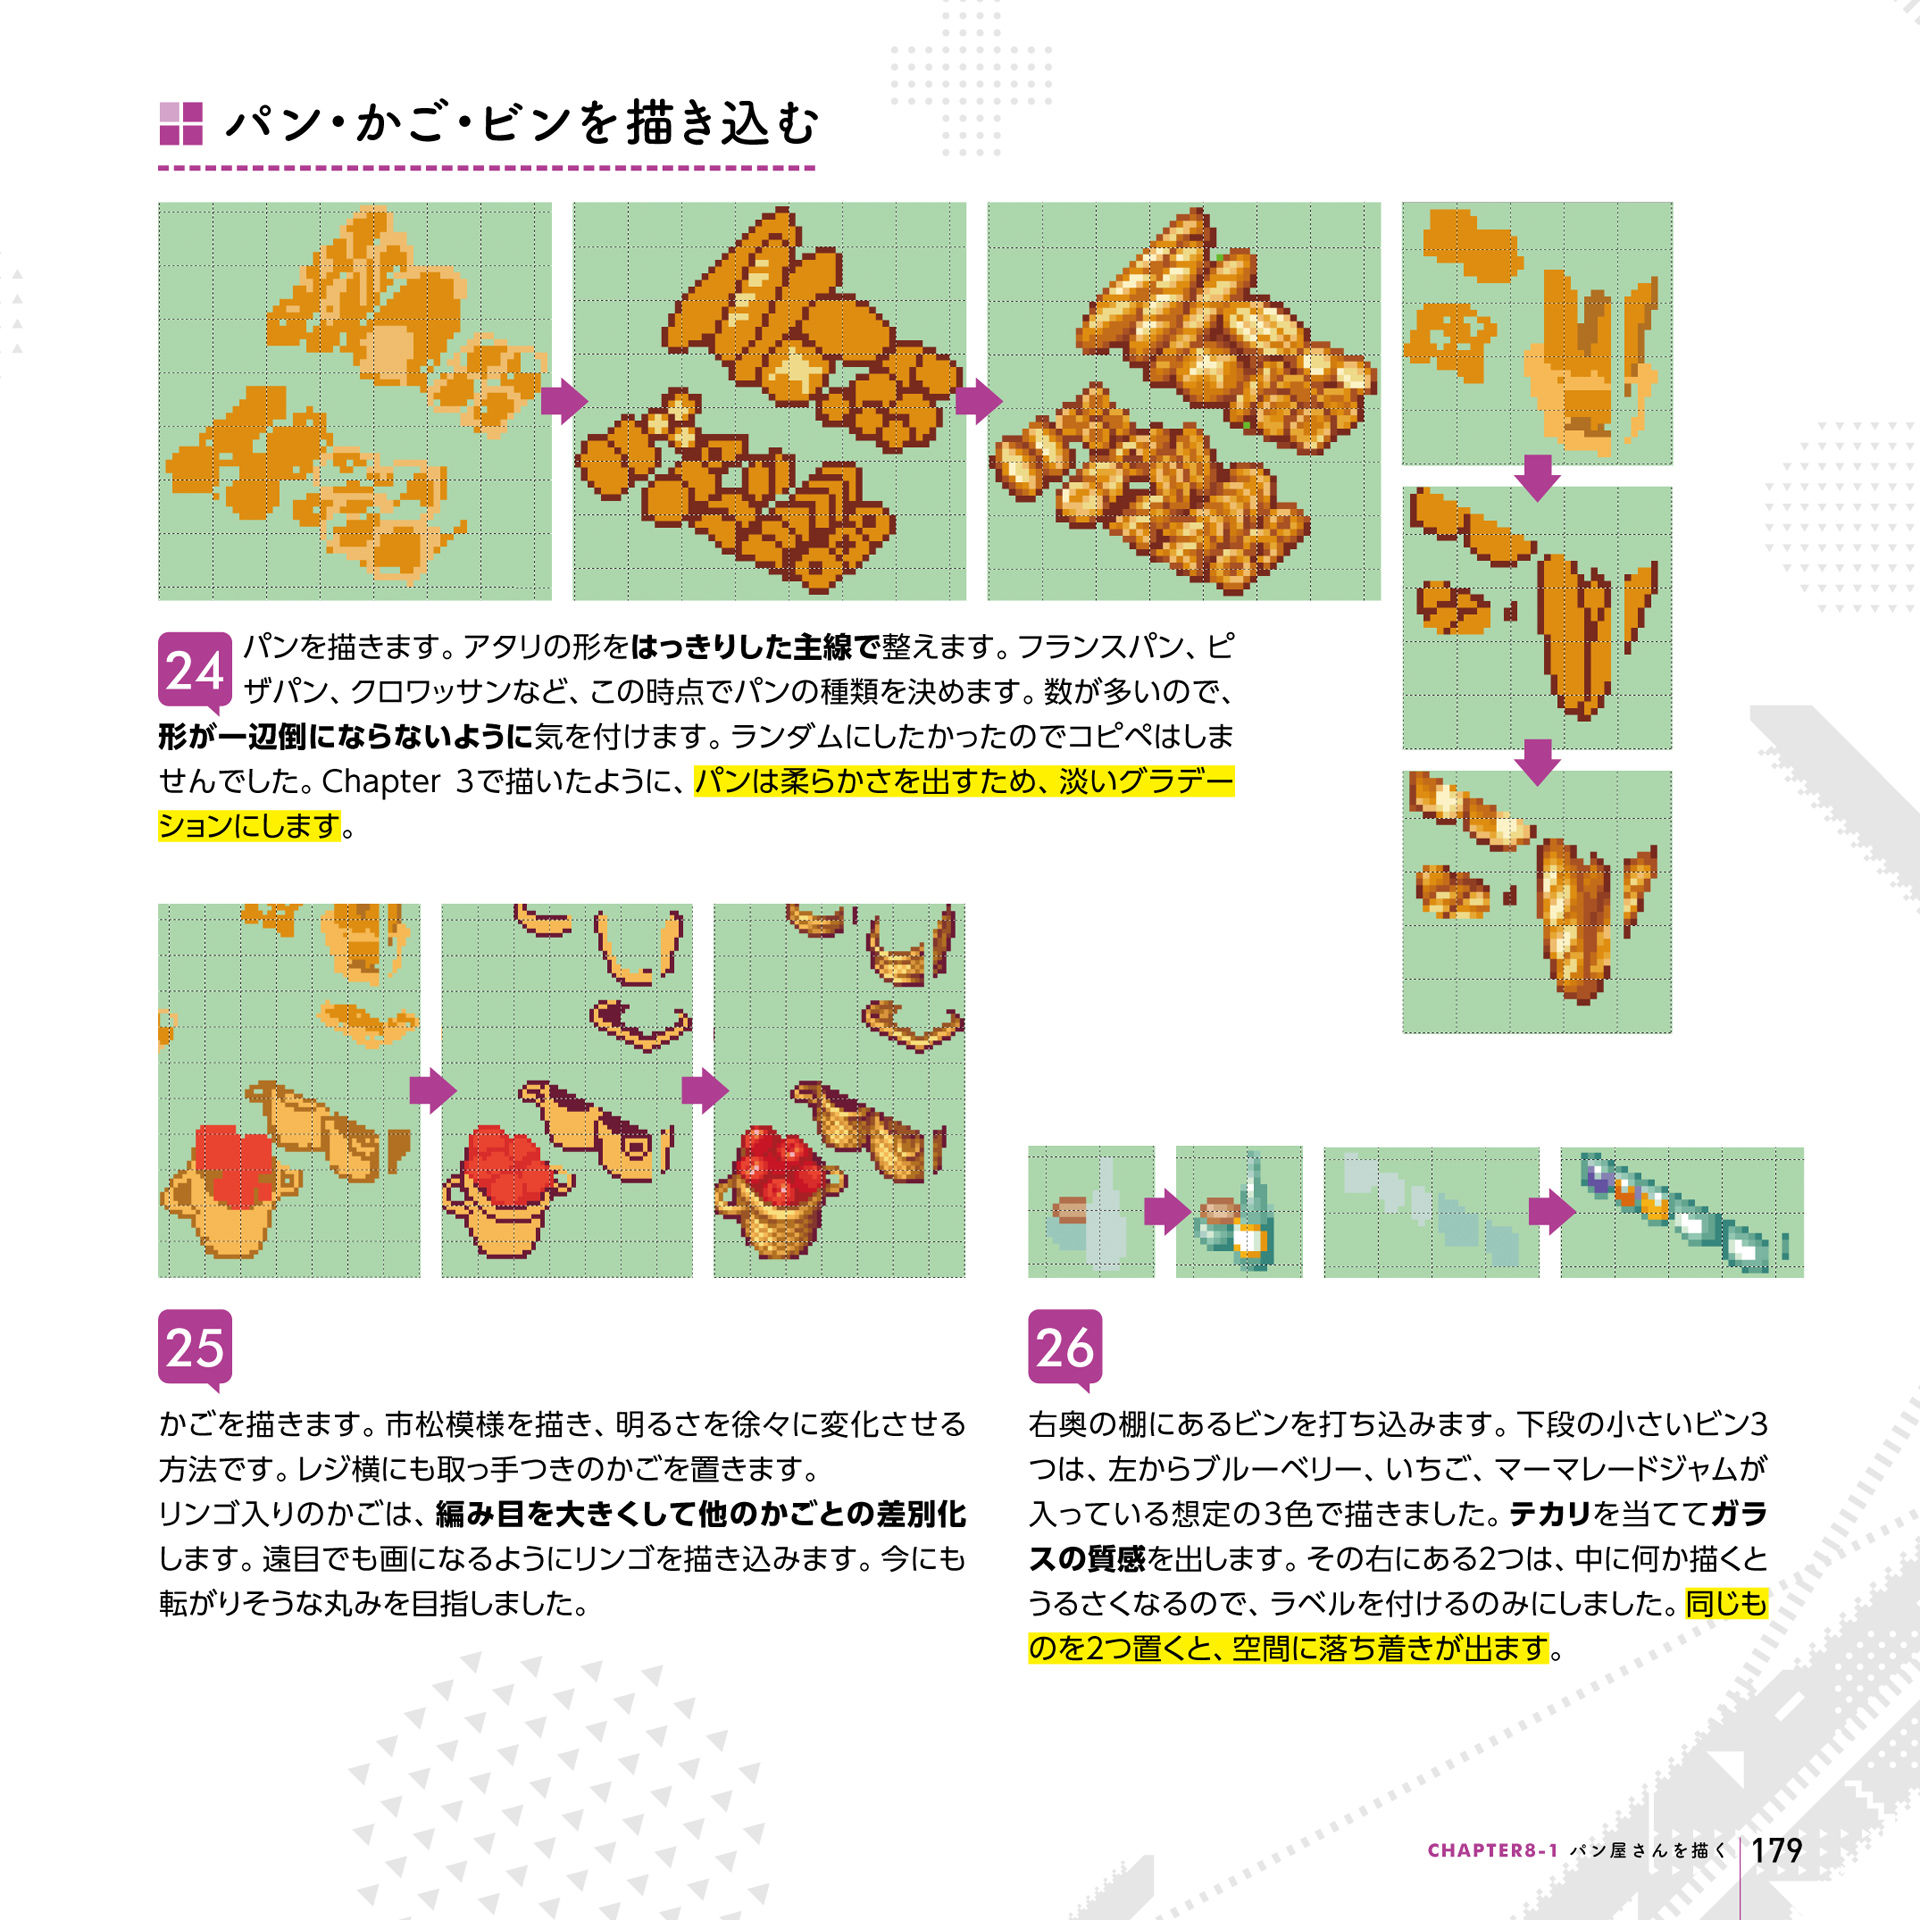 パン・かご・ビンを描き込む
24
パンを描きます。アタリの形をはっきりした主線で整えます。フランスパン、ピ
ザパン、クロワッサンなど、この時点でパンの種類を決めます。数が多いので、
形が一辺倒にならないように気を付けます。ランダムにしたかったのでコピペはしま
せんでした。Chapter 3で描いたように、パンは柔らかさを出すため、淡いグラデー
ションにします。
25
かごを描きます。市松模様を描き、明るさを徐々に変化させる
方法です。レジ横にも取っ手つきのかごを置きます。
リンゴ入りのかごは、編み目を大きくして他のかごとの差別化
します。遠目でも画になるようにリンゴを描き込みます。今にも
転がりそうな丸みを目指しました。
26
右奥の棚にあるビンを打ち込みます。下段の小さいビン3
つは、左からブルーベリー、いちご、マーマレードジャムが
入っている想定の3色で描きました。テカリを当ててガラ
スの質感を出します。その右にある2つは、中に何か描くと
うるさくなるので、ラベルを付けるのみにしました。同じも
のを2つ置くと、空間に落ち着きが出ます。
CHAPTER8-1 パン屋さんを描く 179